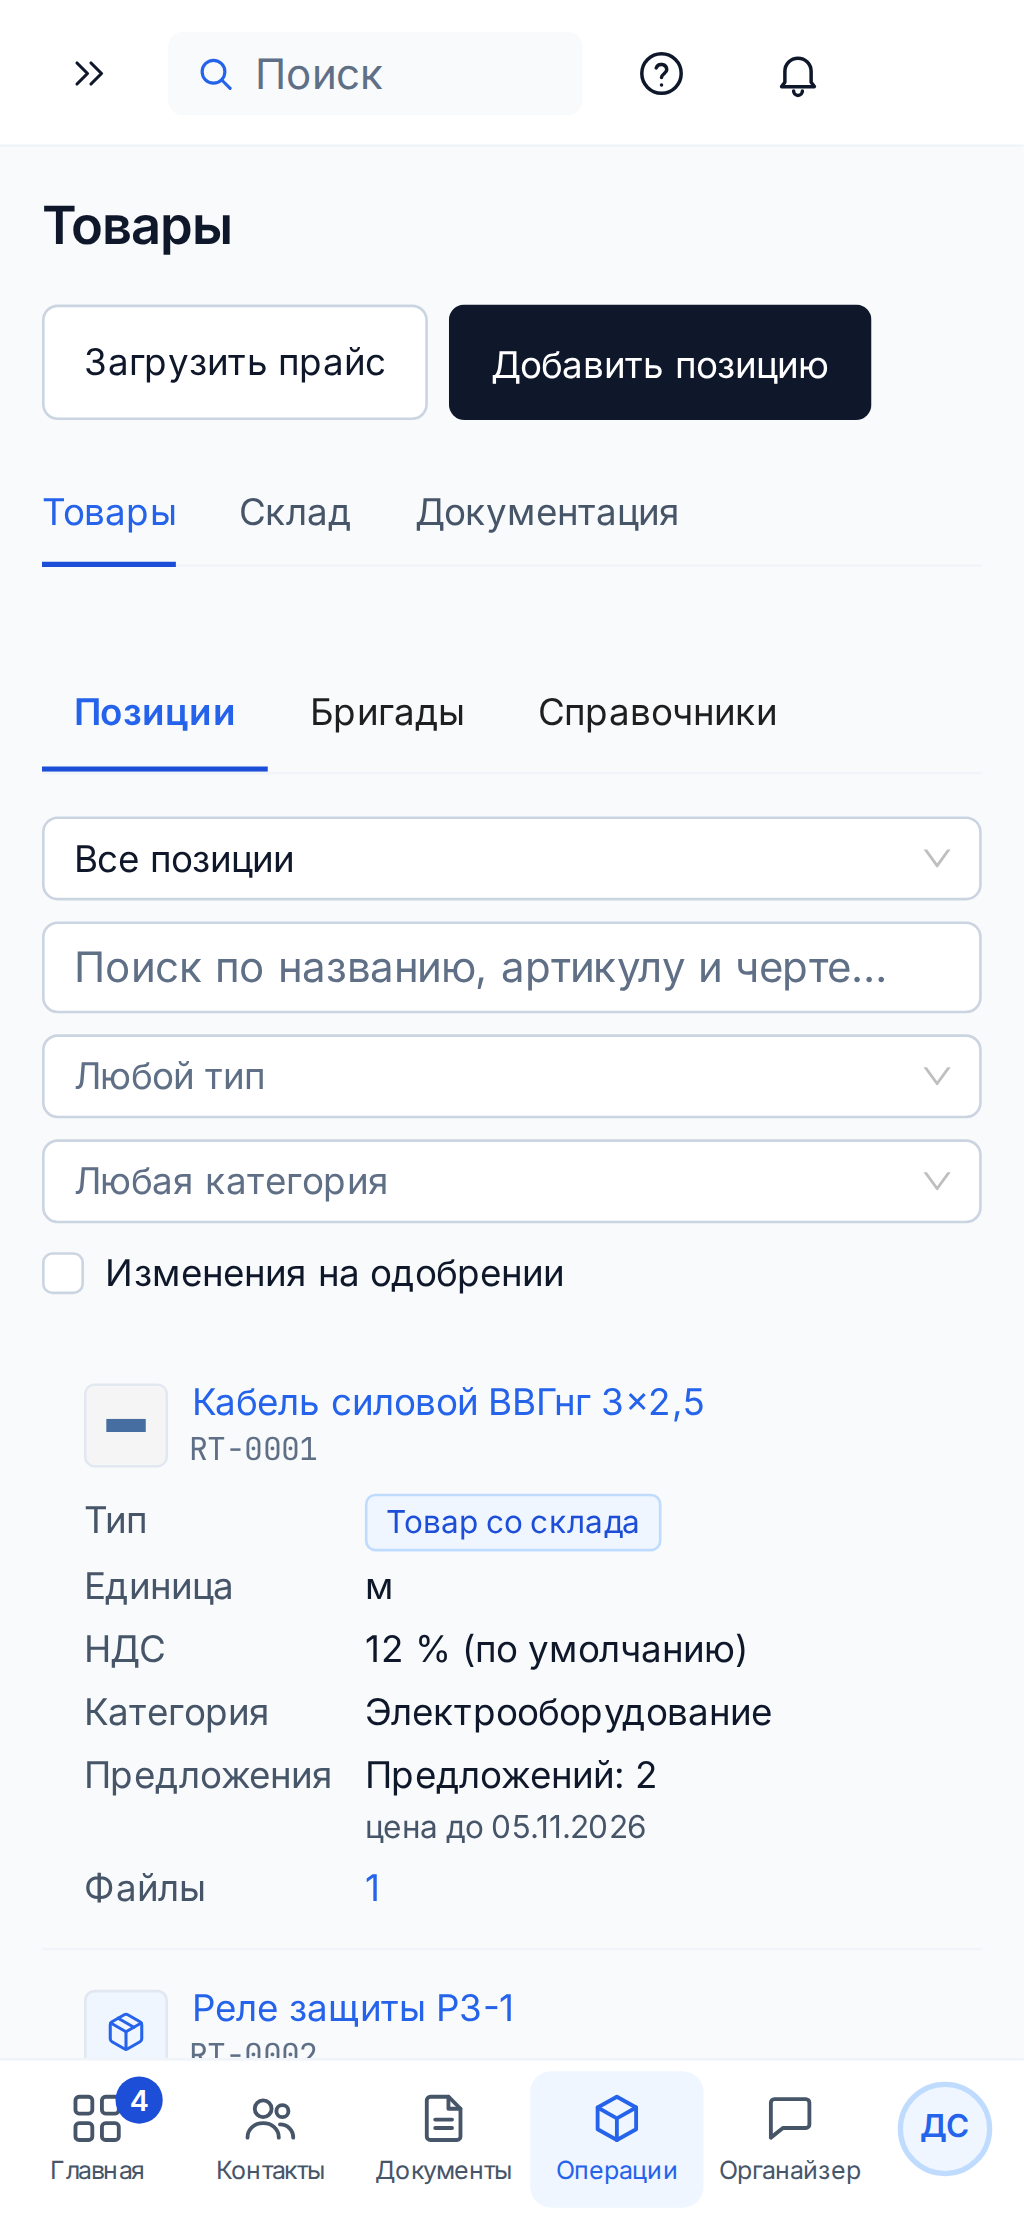 Поиск
Товары
Загрузить прайс
Добавить позицию
Товары
Склад
Документация
Позиции
Бригады
Справочники
Все позиции
Поиск по названию, артикулу и черте...
Любой тип
Любая категория
Изменения на одобрении
Кабель силовой ВВГнг 3×2,5
RT-0001
Тип
Товар со склада
Единица
м
НДС
12 % (по умолчанию)
Категория
Электрооборудование
Предложения
Предложений: 2
цена до 05.11.2026
Файлы
1
Реле защиты РЗ-1
RT-0002
4
Главная
Контакты
Документы
Операции
Органайзер
ДС